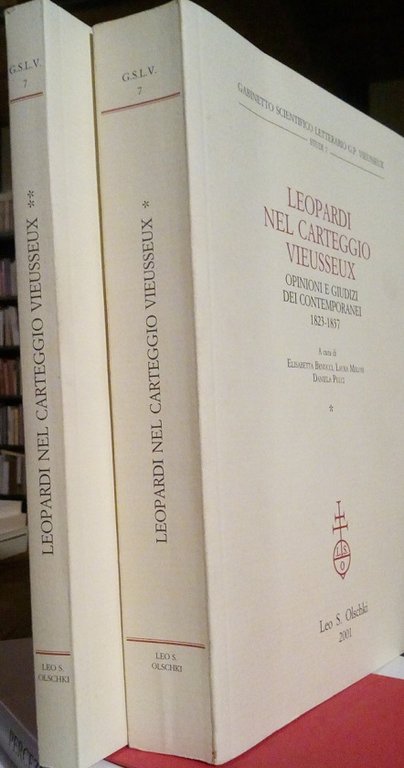 G.S.L.V.
7
LEOPARDI NEL CARTEGGIO VIEUSSEUX **
LEO S.
OLSCHKI
G.S.L.V.
7
LEOPARDI NEL CARTEGGIO VIEUSSEUX *
LEO S.
OLSCHKI
GABINETTO SCIENTIFICO LETTERARIO G.P. VIEUSSEUX
STUDI 7
LEOPARDI
NEL CARTEGGIO
VIEUSSEUX
OPINIONI E GIUDIZI
DEI CONTEMPORANEI
1823-1837
A cura di
ELISABETTA BENUCCI, LAURA MELOSI
DANIELA PULCI
*
L S
O
Leo S. Olschki
2001